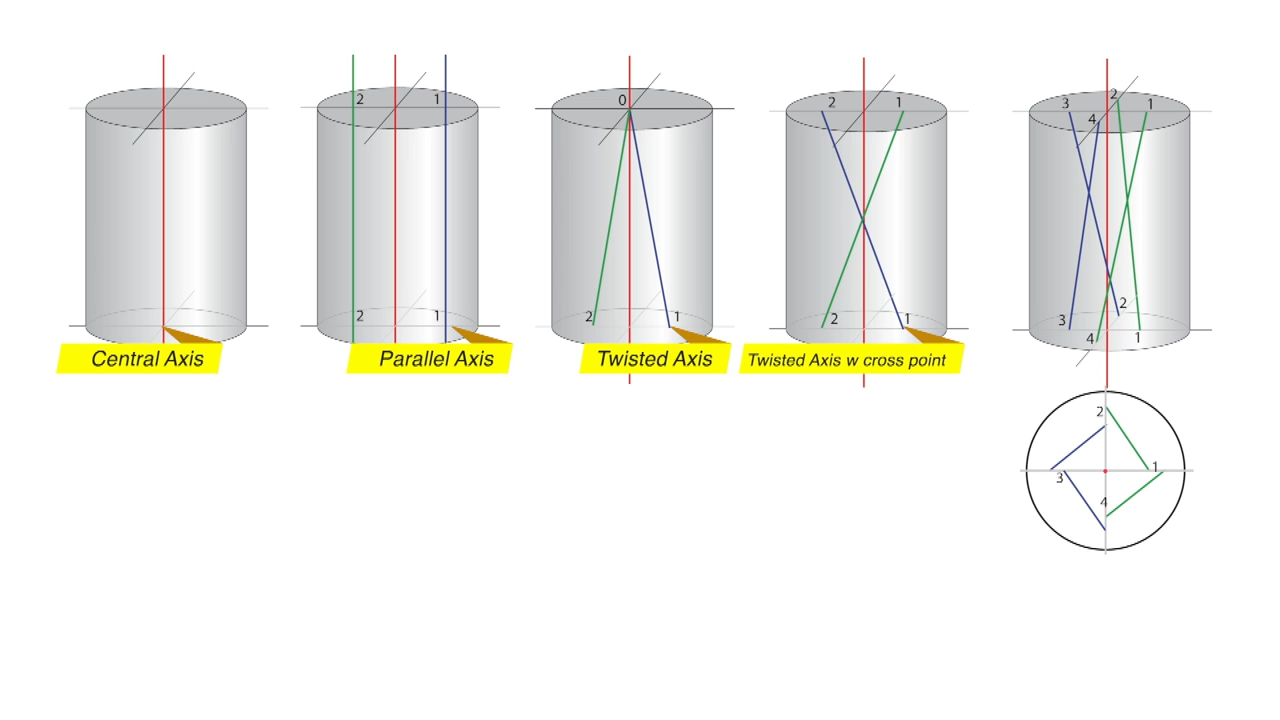 2 1
2 1
Central Axis
Parallel Axis
0
2 1
Twisted Axis
2 1
2 1
Twisted Axis w cross point
3 4 2 1
3 4 2 1
2
1
3
4